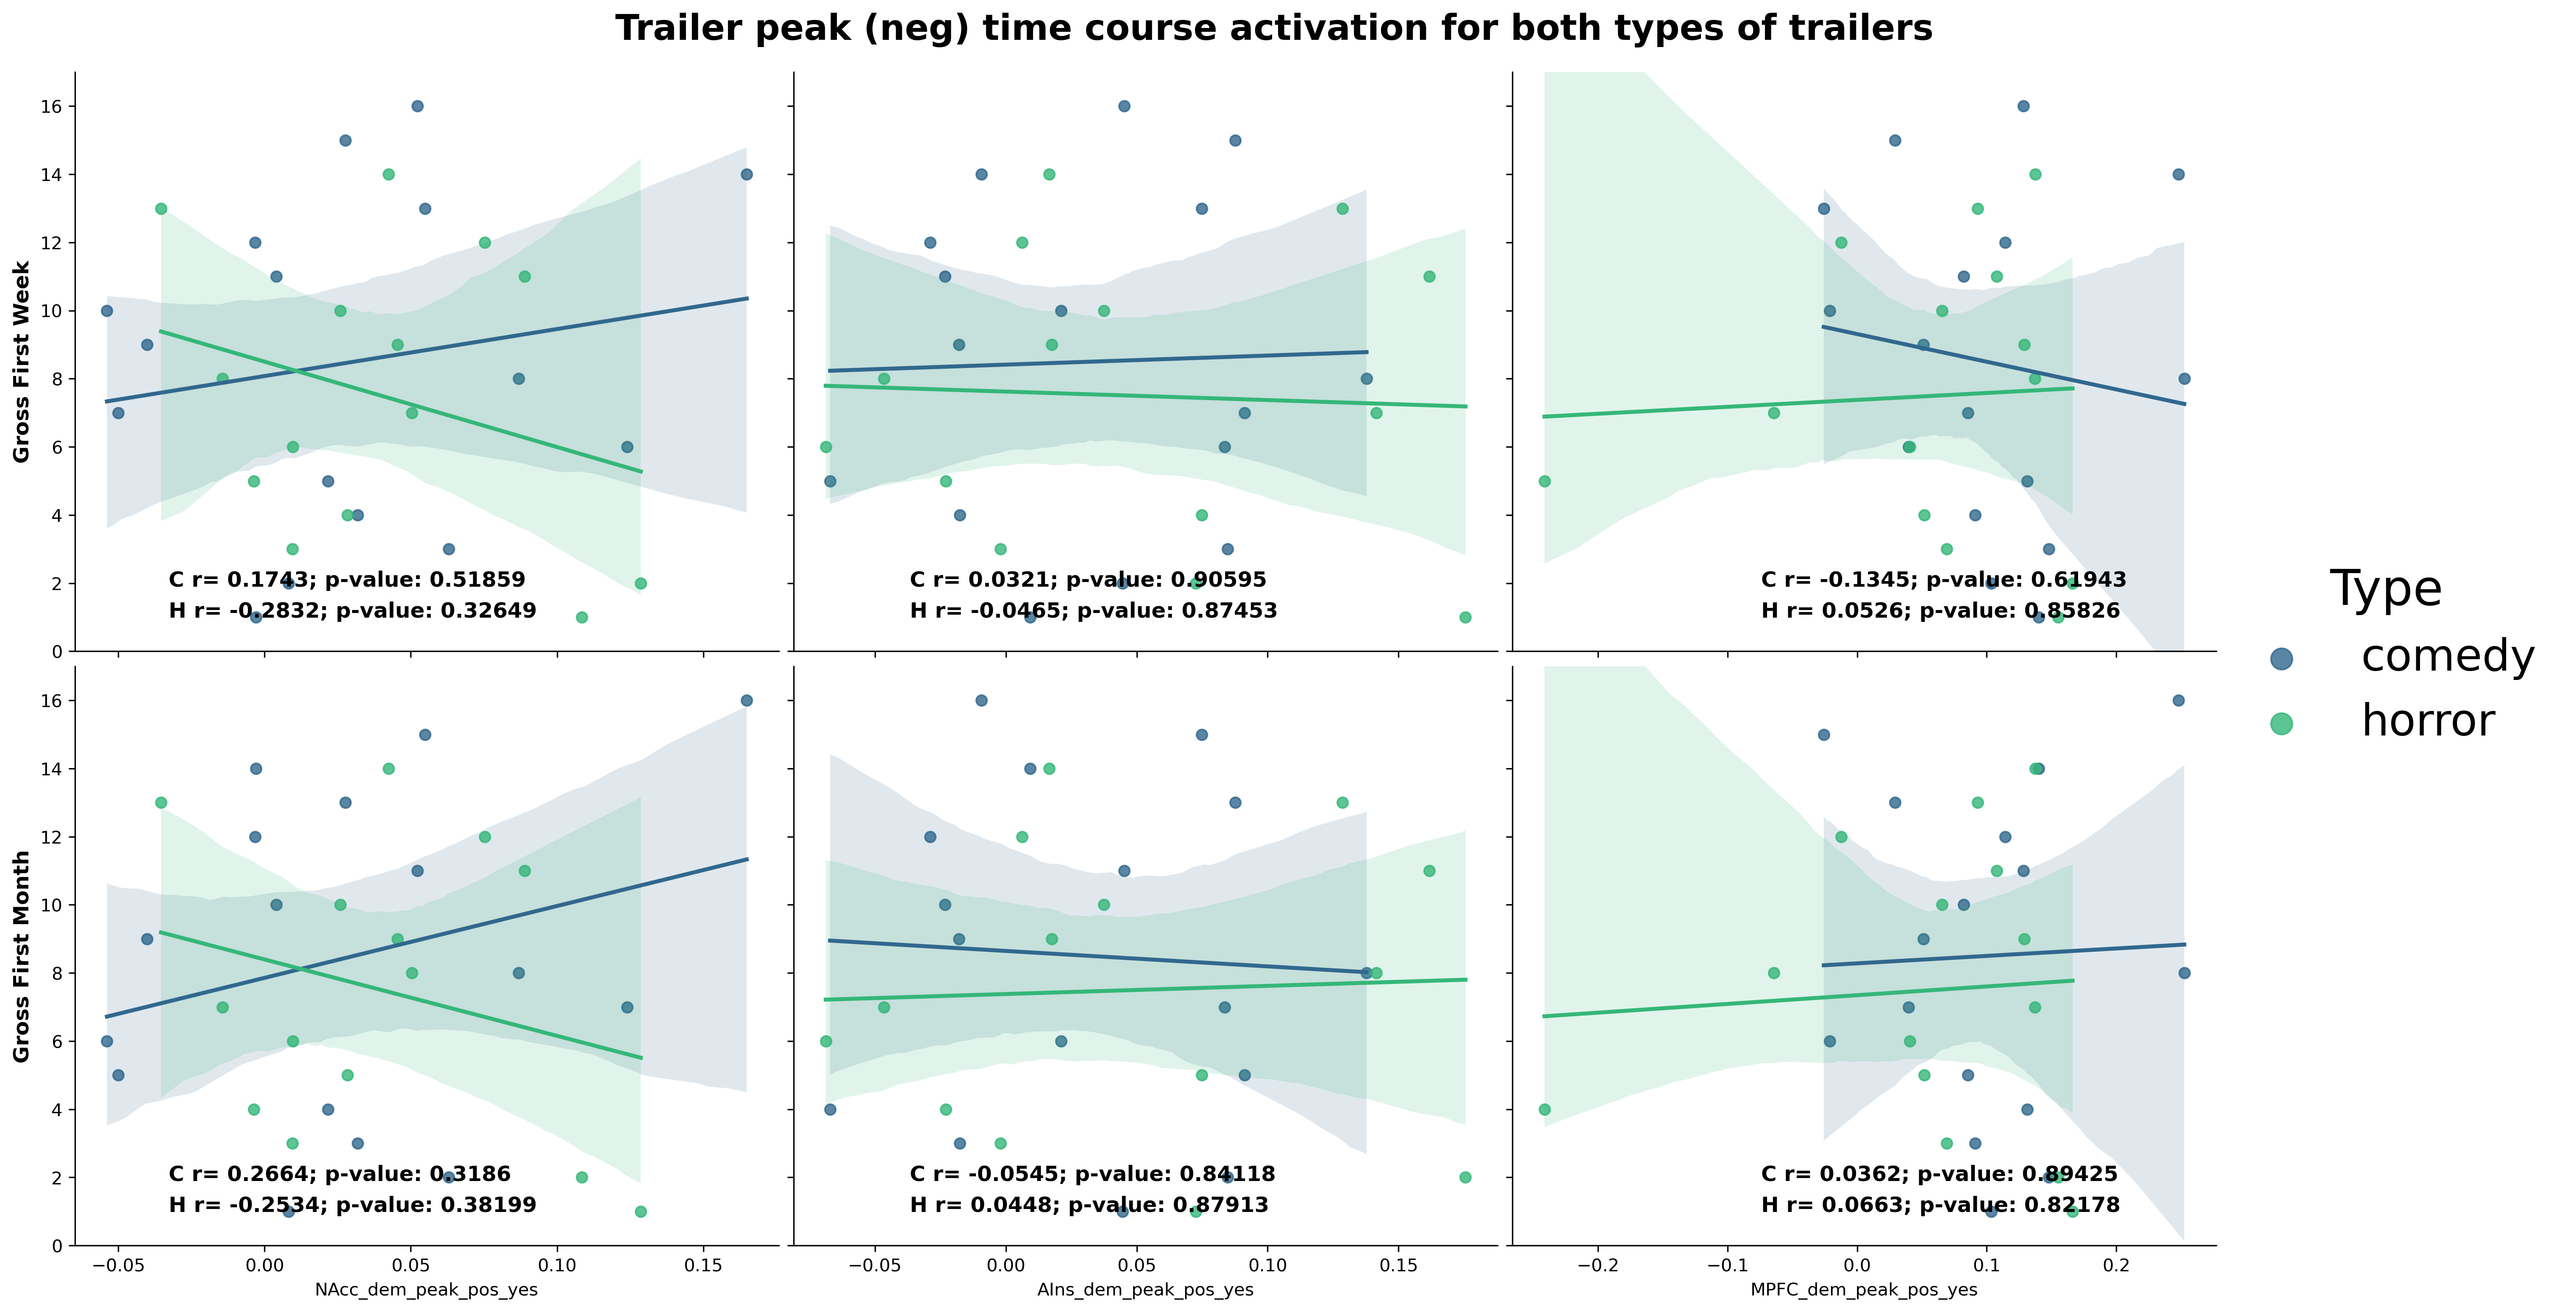 Trailer peak (neg) time course activation for both types of trailers
Gross First Week
16
14
12
10
8
6
4
2
0
C r= 0.1743; p-value: 0.51859
H r= -0.2832; p-value: 0.32649
C r= 0.0321; p-value: 0.90595
H r= -0.0465; p-value: 0.87453
C r= -0.1345; p-value: 0.61943
H r= 0.0526; p-value: 0.85826
Type
comedy
horror
Gross First Month
16
14
12
10
8
6
4
2
0
C r= 0.2664; p-value: 0.3186
H r= -0.2534; p-value: 0.38199
C r= -0.0545; p-value: 0.84118
H r= 0.0448; p-value: 0.87913
C r= 0.0362; p-value: 0.89425
H r= 0.0663; p-value: 0.82178
−0.05 0.00 0.05 0.10 0.15
NAcc_dem_peak_pos_yes
−0.05 0.00 0.05 0.10 0.15
AIns_dem_peak_pos_yes
−0.2 −0.1 0.0 0.1 0.2
MPFC_dem_peak_pos_yes